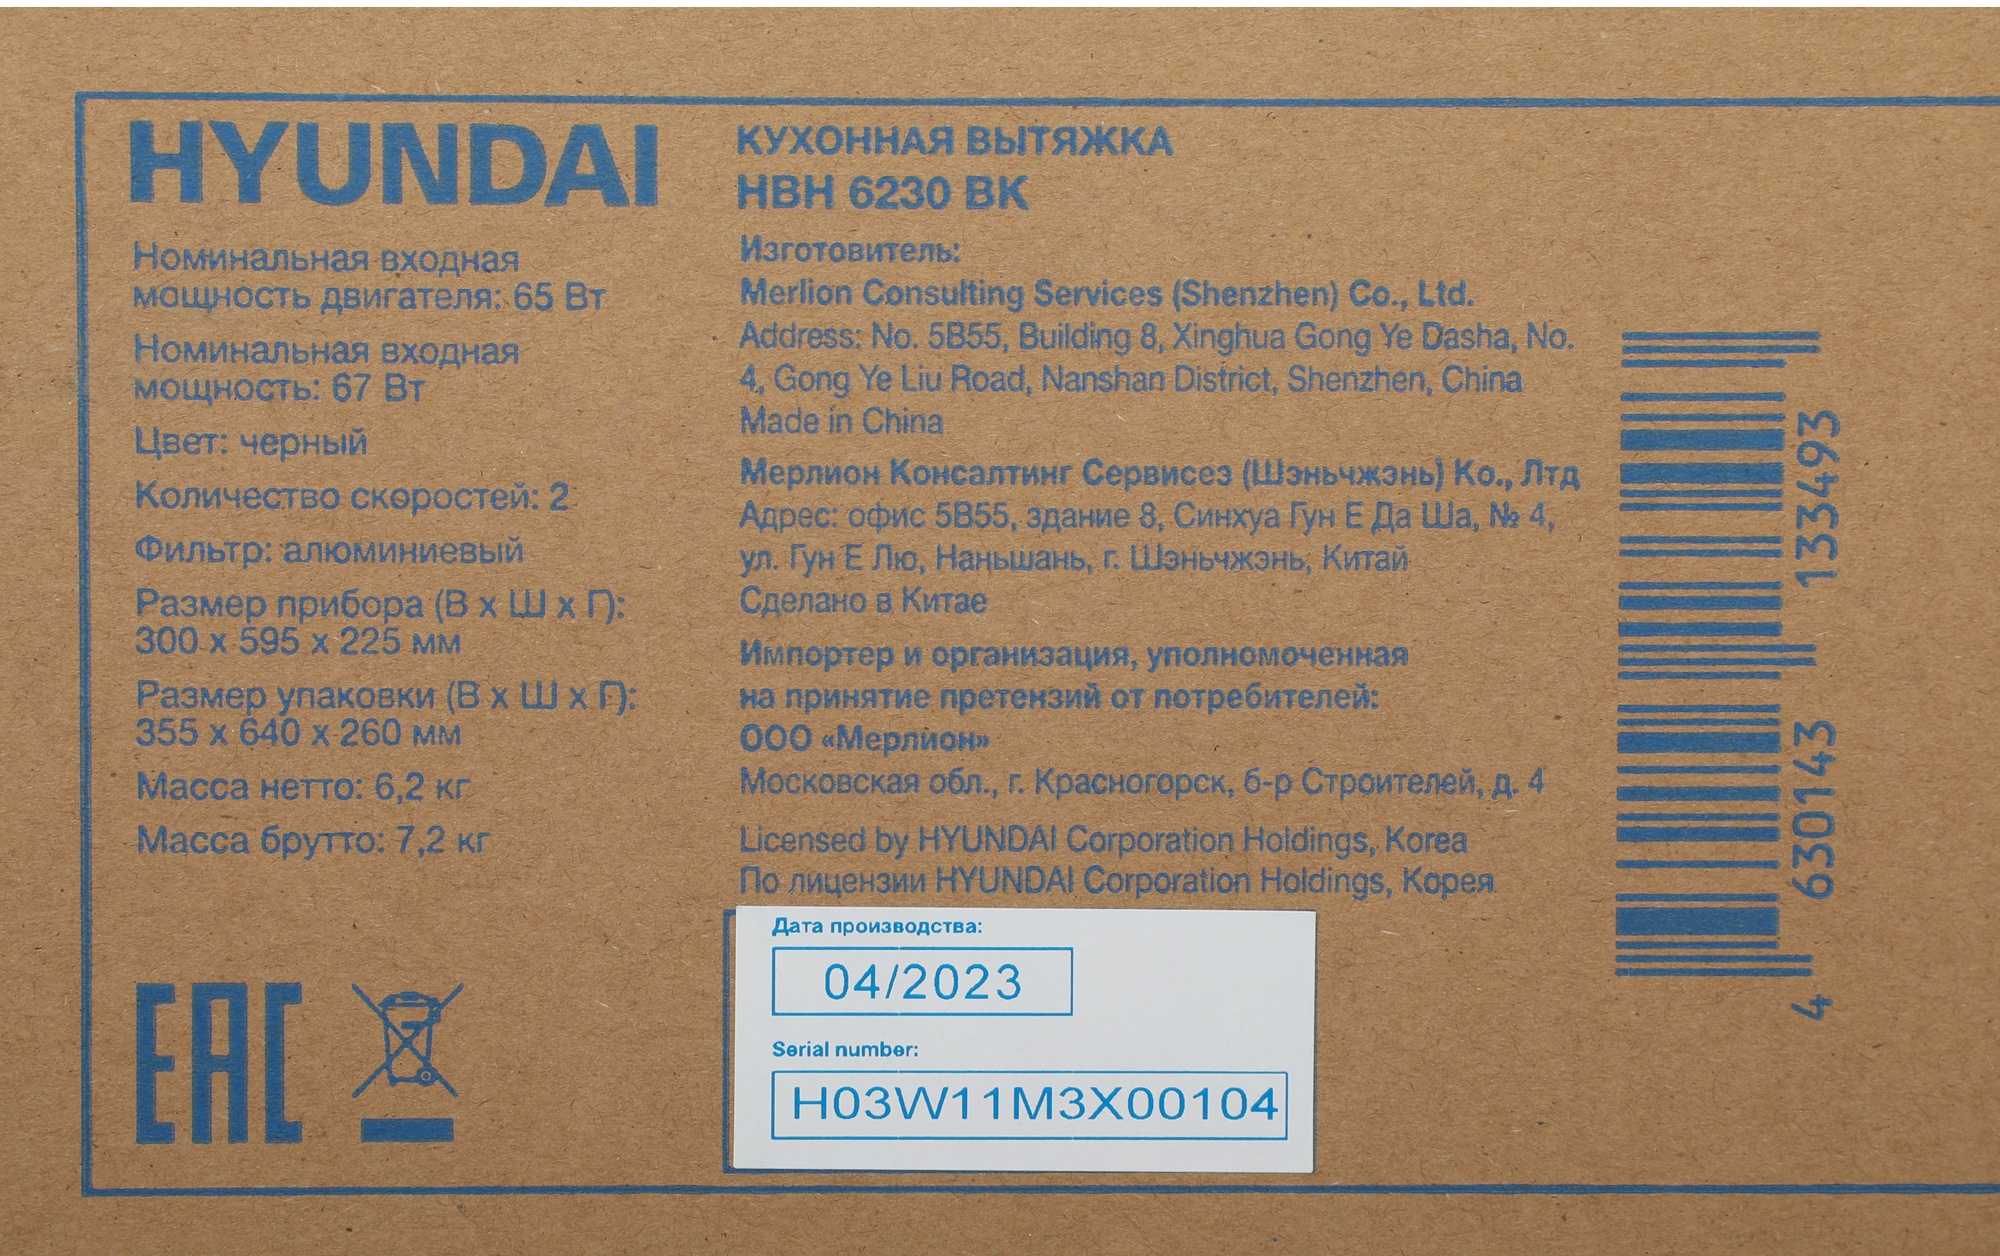 HYUNDAI
Номинальная входная
мощность двигателя: 65 Вт
Номинальная входная
мощность: 67 Вт
Цвет: черный
Количество скоростей: 2
Фильтр: алюминиевый
Размер прибора (В x Ш x Г):
300 x 595 x 225 мм
Размер упаковки (В x Ш x Г):
355 x 640 x 260 мм
Масса нетто: 6,2 кг
Масса брутто: 7,2 кг
EAC
КУХОННАЯ ВЫТЯЖКА
HBH 6230 BK
Изготовитель:
Merlion Consulting Services (Shenzhen) Co., Ltd.
Address: No. 5B55, Building 8, Xinghua Gong Ye Dasha, No.
4, Gong Ye Liu Road, Nanshan District, Shenzhen, China
Made in China
Мерлион Консалтинг Сервисез (Шэньчжэнь) Ко., Лтд
Адрес: офис 5B55, здание 8, Синхуа Гун Е Да Ша, № 4,
ул. Гун Е Лю, Наньшань, г. Шэньчжэнь, Китай
Сделано в Китае
Импортер и организация, уполномоченная
на принятие претензий от потребителей:
ООО «Мерлион»
Московская обл., г. Красногорск, б-р Строителей, д. 4
Licensed by HYUNDAI Corporation Holdings, Korea
По лицензии HYUNDAI Corporation Holdings, Корея
Дата производства:
04/2023
Serial number:
H03W11M3X00104
4 630143 133493